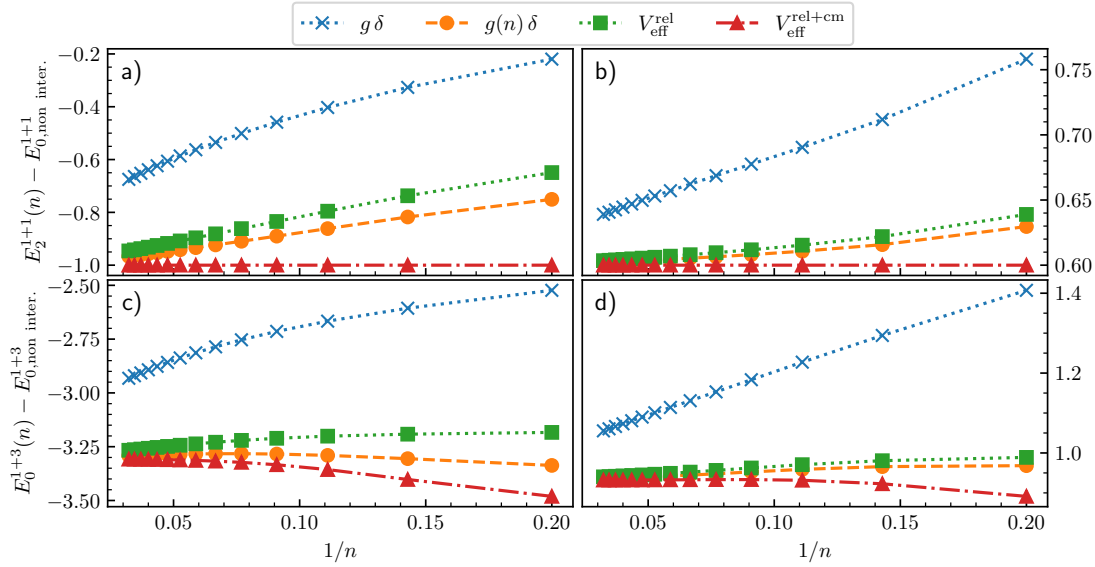 g δ g(n) δ V_eff^rel V_eff^rel+cm
a) b)
E_2^{1+1}(n) − E_{0,non inter.}^{1+1}
−0.2
−0.4
−0.6
−0.8
−1.0
0.75
0.70
0.65
0.60
c) d)
E_0^{1+3}(n) − E_{0,non inter.}^{1+3}
−2.50
−2.75
−3.00
−3.25
−3.50
1.4
1.2
1.0
0.05 0.10 0.15 0.20 0.05 0.10 0.15 0.20
1/n 1/n